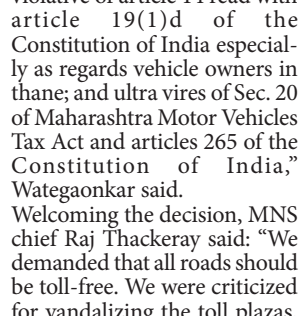 violative of article 14 read with
article 19(1)d of the
Constitution of India especial-
ly as regards vehicle owners in
thane; and ultra vires of Sec. 20
of Maharashtra Motor Vehicles
Tax Act and articles 265 of the
Constitution of India,”
Wategaonkar said.
Welcoming the decision, MNS
chief Raj Thackeray said: “We
demanded that all roads should
be toll-free. We were criticized
for vandalizing the toll plazas.